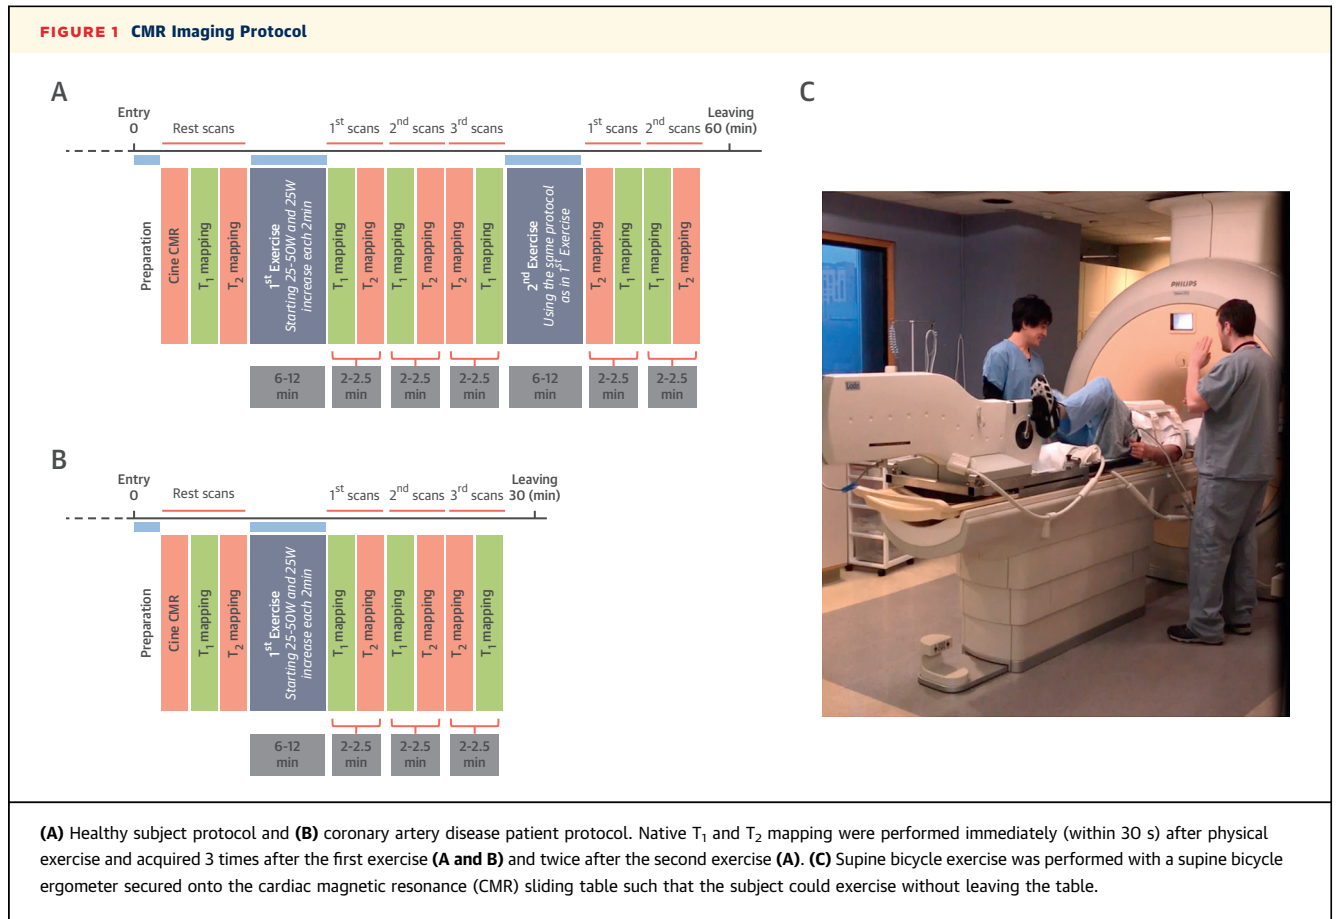 FIGURE 1 CMR Imaging Protocol
A
Entry
0
Rest scans
1st scans
2nd scans
3rd scans
1st scans
2nd scans
Leaving
60 (min)
Preparation
Cine CMR
T1 mapping
T2 mapping
1st Exercise
Starting 25-50W and 25W
increase each 2min
T1 mapping
T2 mapping
T1 mapping
T2 mapping
T2 mapping
T1 mapping
2nd Exercise
Using the same protocol
as in 1st Exercise
T2 mapping
T1 mapping
T1 mapping
T2 mapping
6-12
min
2-2.5
min
2-2.5
min
2-2.5
min
6-12
min
2-2.5
min
2-2.5
min
B
Entry
0
Rest scans
1st scans
2nd scans
3rd scans
Leaving
30 (min)
Preparation
Cine CMR
T1 mapping
T2 mapping
1st Exercise
Starting 25-50W and 25W
increase each 2min
T1 mapping
T2 mapping
T1 mapping
T2 mapping
T2 mapping
T1 mapping
6-12
min
2-2.5
min
2-2.5
min
2-2.5
min
C
PHILIPS
Lode
(A) Healthy subject protocol and (B) coronary artery disease patient protocol. Native T1 and T2 mapping were performed immediately (within 30 s) after physical
exercise and acquired 3 times after the first exercise (A and B) and twice after the second exercise (A). (C) Supine bicycle exercise was performed with a supine bicycle
ergometer secured onto the cardiac magnetic resonance (CMR) sliding table such that the subject could exercise without leaving the table.